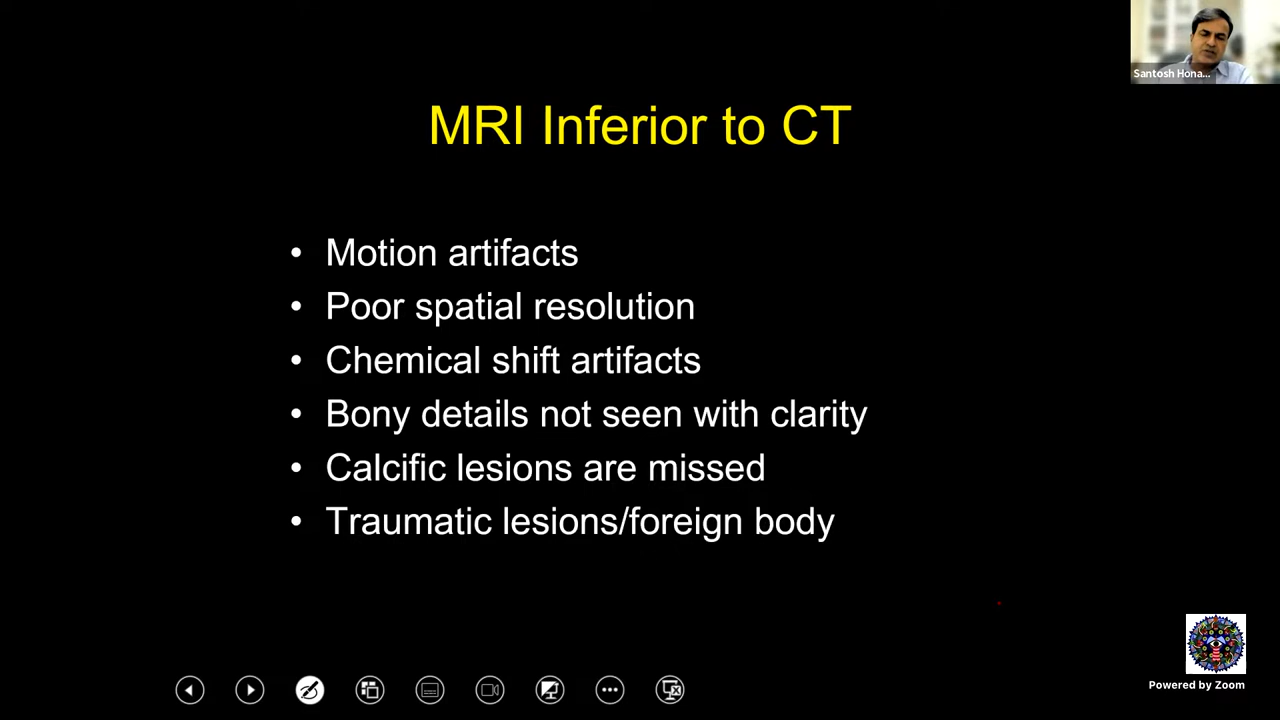 Santosh Hona...
MRI Inferior to CT
• Motion artifacts
• Poor spatial resolution
• Chemical shift artifacts
• Bony details not seen with clarity
• Calcific lesions are missed
• Traumatic lesions/foreign body
Powered by Zoom